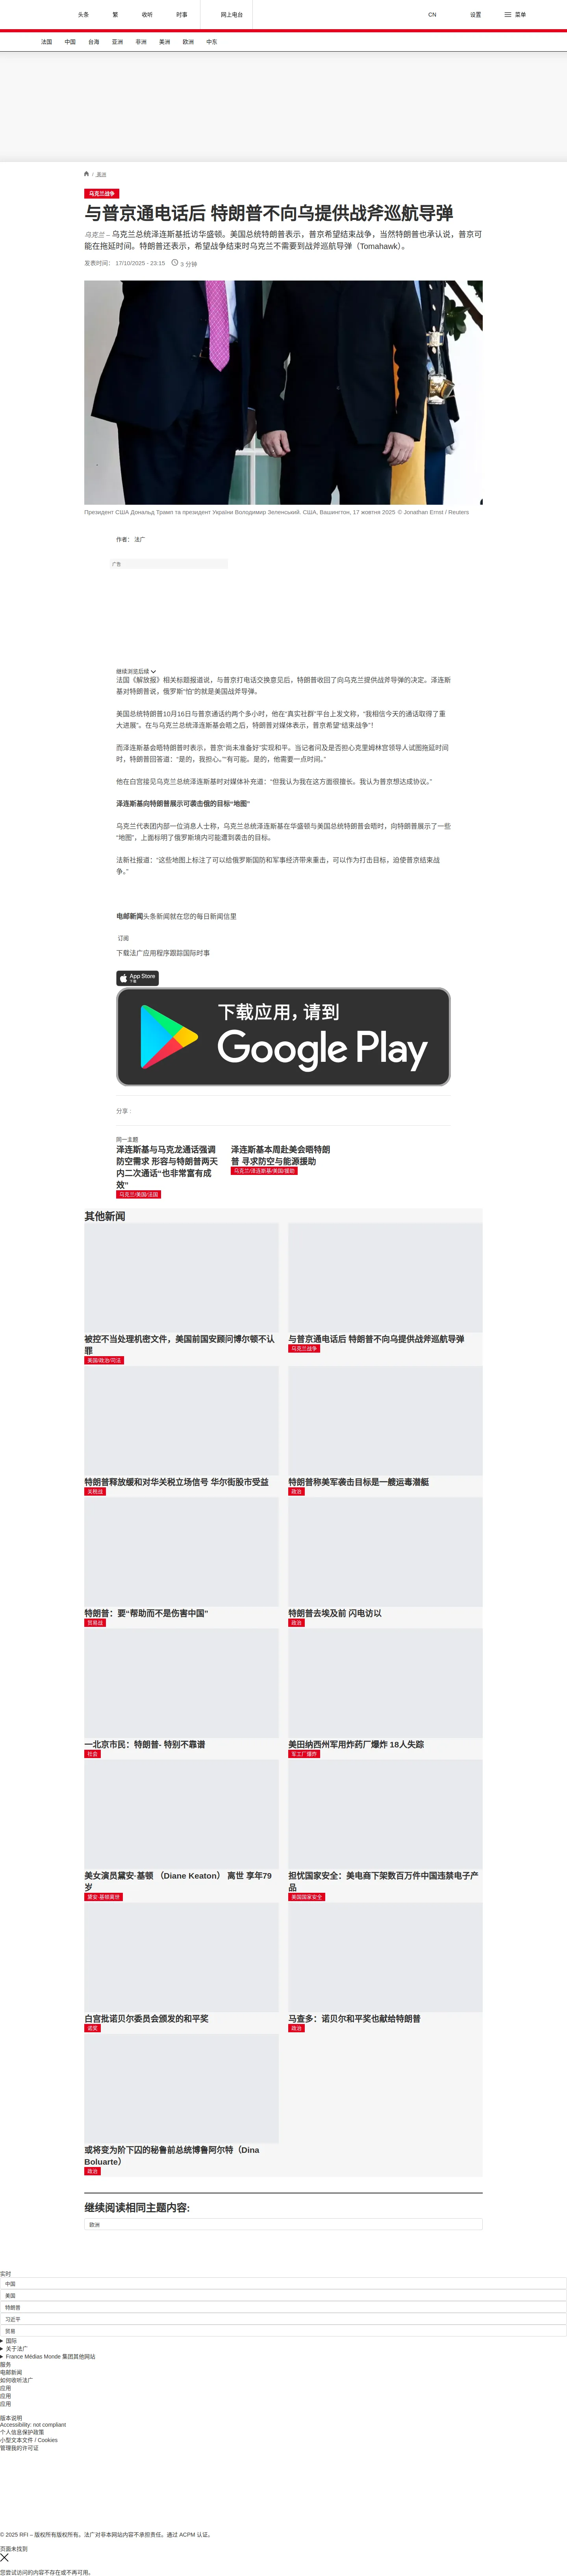 头条
繁
收听
时事
网上电台
CN
设置
菜单
法国
中国
台海
亚洲
非洲
美洲
欧洲
中东
/ 欧洲
乌克兰战争
与普京通电话后 特朗普不向乌提供战斧巡航导弹
乌克兰 – 乌克兰总统泽连斯基抵访华盛顿。美国总统特朗普表示，普京希望结束战争，当然特朗普也承认说，普京可
能在拖延时间。特朗普还表示，希望战争结束时乌克兰不需要到战斧巡航导弹（Tomahawk）。
发表时间： 17/10/2025 - 23:15
3 分钟
Президент США Дональд Трамп та президент України Володимир Зеленський. США, Вашингтон, 17 жовтня 2025 © Jonathan Ernst / Reuters
作者： 法广
广告
继续浏览后续
法国《解放报》相关标题报道说，与普京打电话交换意见后，特朗普收回了向乌克兰提供战斧导弹的决定。泽连斯
基对特朗普说，俄罗斯“怕”的就是美国战斧导弹。
美国总统特朗普10月16日与普京通话约两个多小时，他在“真实社群”平台上发文称，“我相信今天的通话取得了重
大进展”。在与乌克兰总统泽连斯基会晤之后，特朗普对媒体表示，普京希望“结束战争”！
而泽连斯基会晤特朗普时表示，普京“尚未准备好”实现和平。当记者问及是否担心克里姆林宫领导人试图拖延时间
时，特朗普回答道：“是的，我担心。”“有可能。是的，他需要一点时间。”
他在白宫接见乌克兰总统泽连斯基时对媒体补充道：“但我认为我在这方面很擅长。我认为普京想达成协议。”
泽连斯基向特朗普展示可袭击俄的目标“地图”
乌克兰代表团内部一位消息人士称，乌克兰总统泽连斯基在华盛顿与美国总统特朗普会晤时，向特朗普展示了一些
“地图”，上面标明了俄罗斯境内可能遭到袭击的目标。
法新社报道：“这些地图上标注了可以给俄罗斯国防和军事经济带来重击，可以作为打击目标，迫使普京结束战
争。”
电邮新闻头条新闻就在您的每日新闻信里
订阅
下载法广应用程序跟踪国际时事
App Store
下载
下载应用，请到
Google Play
分享 :
同一主题
泽连斯基与马克龙通话强调
防空需求 形容与特朗普两天
内二次通话“也非常富有成
效”
乌克兰/美国/法国
泽连斯基本周赴美会晤特朗
普 寻求防空与能源援助
乌克兰/泽连斯基/美国/援助
其他新闻
被控不当处理机密文件，美国前国安顾问博尔顿不认
罪
美国/政治/司法
与普京通电话后 特朗普不向乌提供战斧巡航导弹
乌克兰战争
特朗普释放缓和对华关税立场信号 华尔街股市受益
关税战
特朗普称美军袭击目标是一艘运毒潜艇
政治
特朗普：要“帮助而不是伤害中国”
贸易战
特朗普去埃及前 闪电访以
政治
一北京市民：特朗普- 特别不靠谱
社会
美田纳西州军用炸药厂爆炸 18人失踪
军工厂爆炸
美女演员黛安·基顿 （Diane Keaton） 离世 享年79
岁
黛安·基顿离世
担忧国家安全：美电商下架数百万件中国违禁电子产
品
美国国家安全
白宫批诺贝尔委员会颁发的和平奖
诺奖
马查多：诺贝尔和平奖也献给特朗普
政治
或将变为阶下囚的秘鲁前总统博鲁阿尔特（Dina
Boluarte）
政治
继续阅读相同主题内容:
欧洲
实时
中国
美国
特朗普
习近平
贸易
国际
关于法广
France Médias Monde 集团其他网站
服务
电邮新闻
如何收听法广
应用
应用
应用
版本说明
Accessibility: not compliant
个人信息保护政策
小型文本文件 / Cookies
管理我的许可证
© 2025 RFI – 版权所有版权所有。法广对非本网站内容不承担责任。通过 ACPM 认证。
页面未找到
您尝试访问的内容不存在或不再可用。